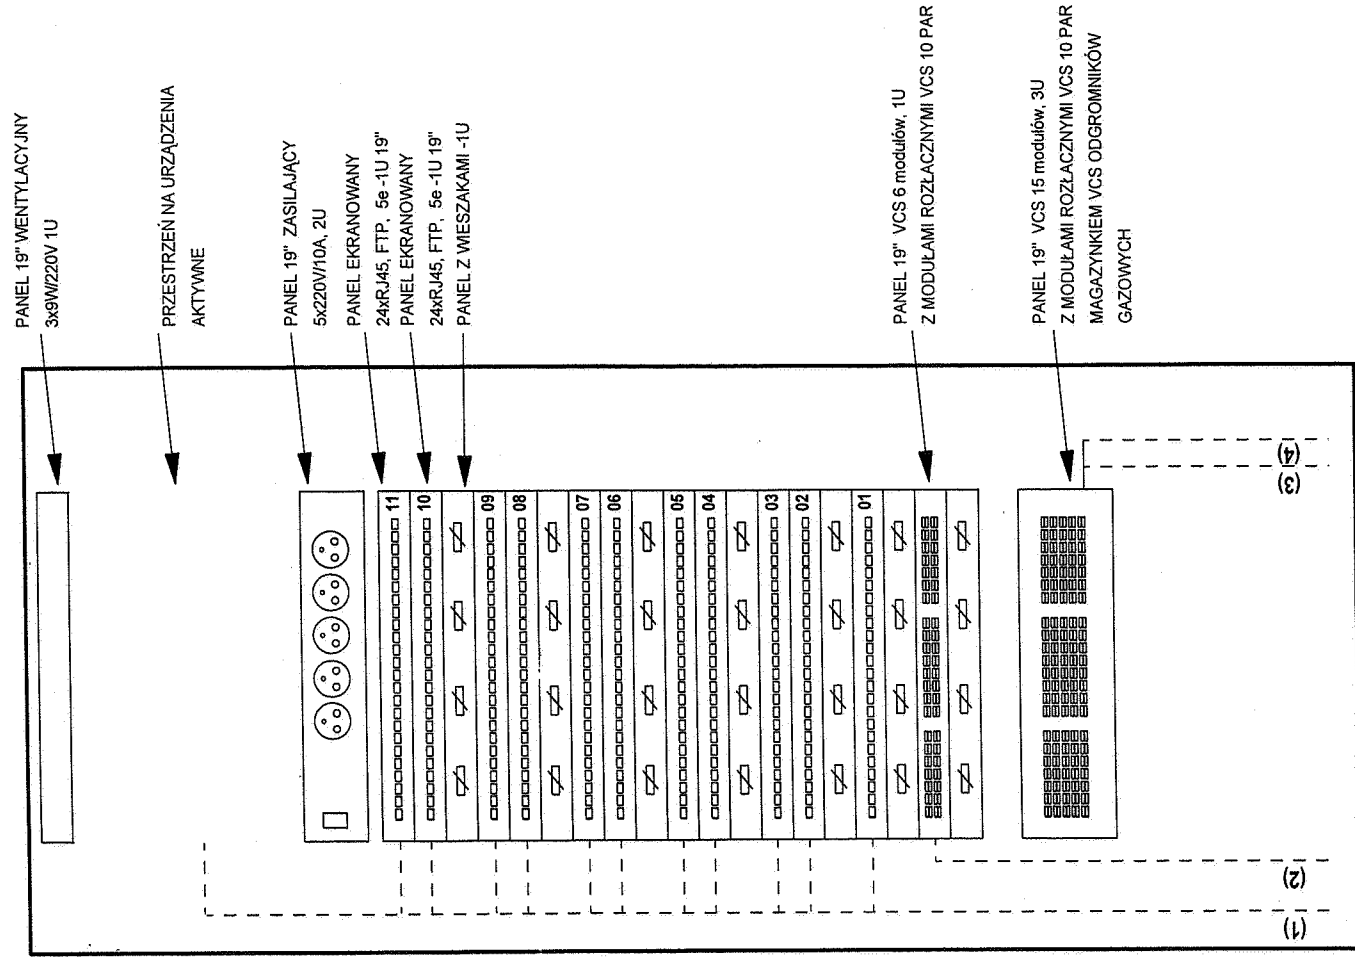 PANEL 19" WENTYLACYJNY
3x9W/220V 1U
PRZESTRZEŃ NA URZĄDZENIA
AKTYWNE
PANEL 19" ZASILAJĄCY
5x220V/10A, 2U
PANEL EKRANOWANY
24xRJ45, FTP, 5e -1U 19"
PANEL EKRANOWANY
24xRJ45, FTP, 5e -1U 19"
PANEL Z WIESZAKAMI -1U
PANEL 19" VCS 6 modułów, 1U
Z MODUŁAMI ROZŁACZNYMI VCS 10 PAR
PANEL 19" VCS 15 modułów, 3U
Z MODUŁAMI ROZŁACZNYMI VCS 10 PAR
MAGAZYNKIEM VCS ODGROMNIKÓW
GAZOWYCH
11
10
09
08
07
06
05
04
03
02
01
(4)
(3)
(2)
(1)